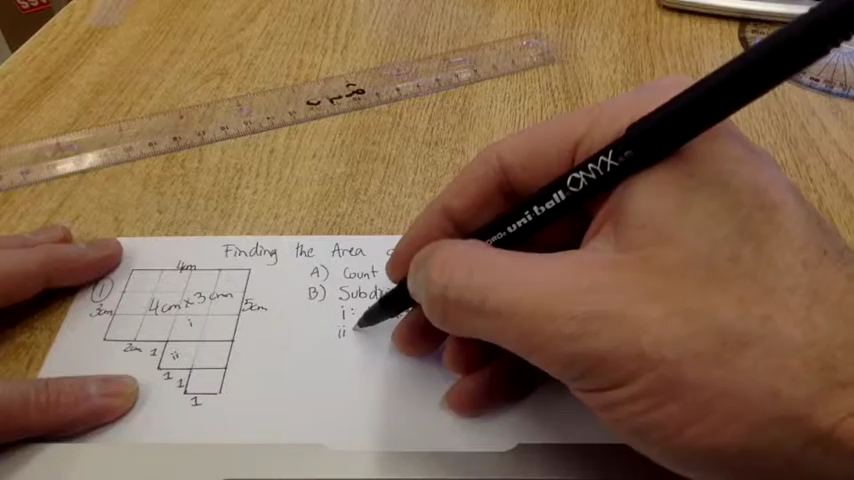 Finding the Area
① 4cm A) Count
4cm x 3cm B) Subdi
3cm 5cm i:
i ii
2cm 1 ii
1 1
1
uni-ball ONYX